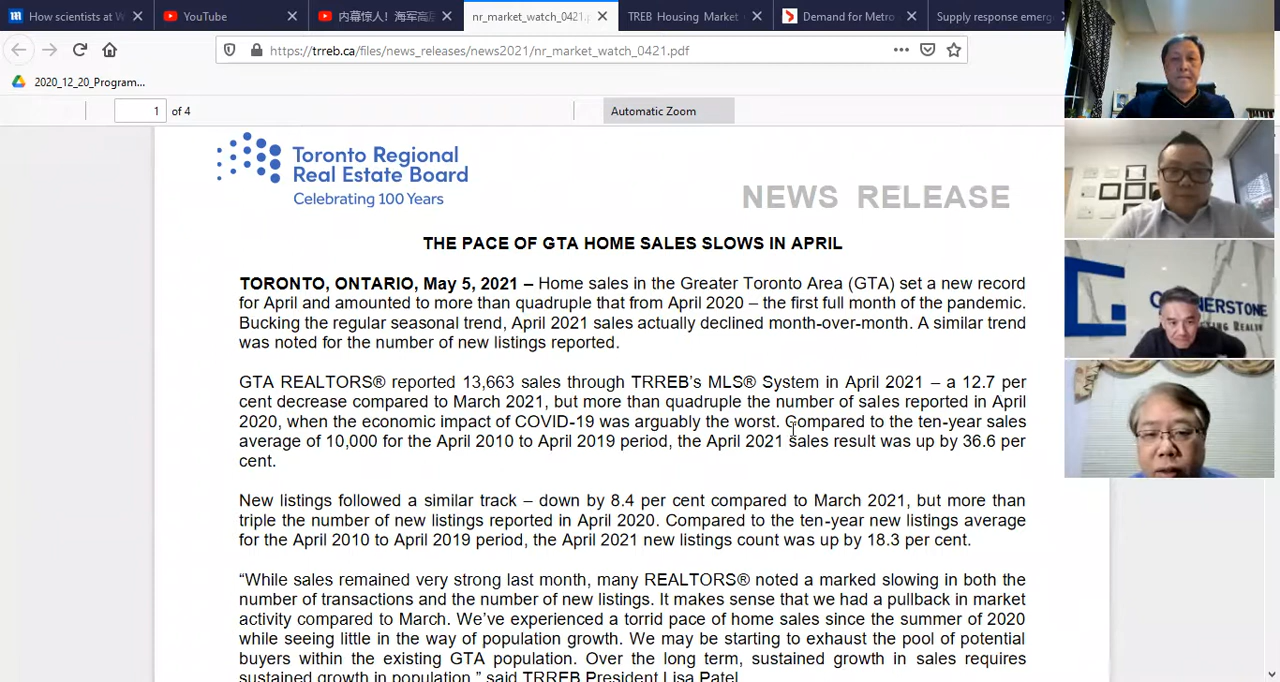 How scientists at W
YouTube
内幕惊人！海军高层
nr_market_watch_0421.p
TREB Housing Market
Demand for Metro
Supply response emerge
https://trreb.ca/files/news_releases/news2021/nr_market_watch_0421.pdf
2020_12_20_Program...
1 of 4
Automatic Zoom
Toronto Regional
Real Estate Board
Celebrating 100 Years
NEWS RELEASE
THE PACE OF GTA HOME SALES SLOWS IN APRIL
TORONTO, ONTARIO, May 5, 2021 – Home sales in the Greater Toronto Area (GTA) set a new record
for April and amounted to more than quadruple that from April 2020 – the first full month of the pandemic.
Bucking the regular seasonal trend, April 2021 sales actually declined month-over-month. A similar trend
was noted for the number of new listings reported.
GTA REALTORS® reported 13,663 sales through TRREB's MLS® System in April 2021 – a 12.7 per
cent decrease compared to March 2021, but more than quadruple the number of sales reported in April
2020, when the economic impact of COVID-19 was arguably the worst. Compared to the ten-year sales
average of 10,000 for the April 2010 to April 2019 period, the April 2021 sales result was up by 36.6 per
cent.
New listings followed a similar track – down by 8.4 per cent compared to March 2021, but more than
triple the number of new listings reported in April 2020. Compared to the ten-year new listings average
for the April 2010 to April 2019 period, the April 2021 new listings count was up by 18.3 per cent.
“While sales remained very strong last month, many REALTORS® noted a marked slowing in both the
number of transactions and the number of new listings. It makes sense that we had a pullback in market
activity compared to March. We've experienced a torrid pace of home sales since the summer of 2020
while seeing little in the way of population growth. We may be starting to exhaust the pool of potential
buyers within the existing GTA population. Over the long term, sustained growth in sales requires
sustained growth in population,” said TRREB President Lisa Patel.